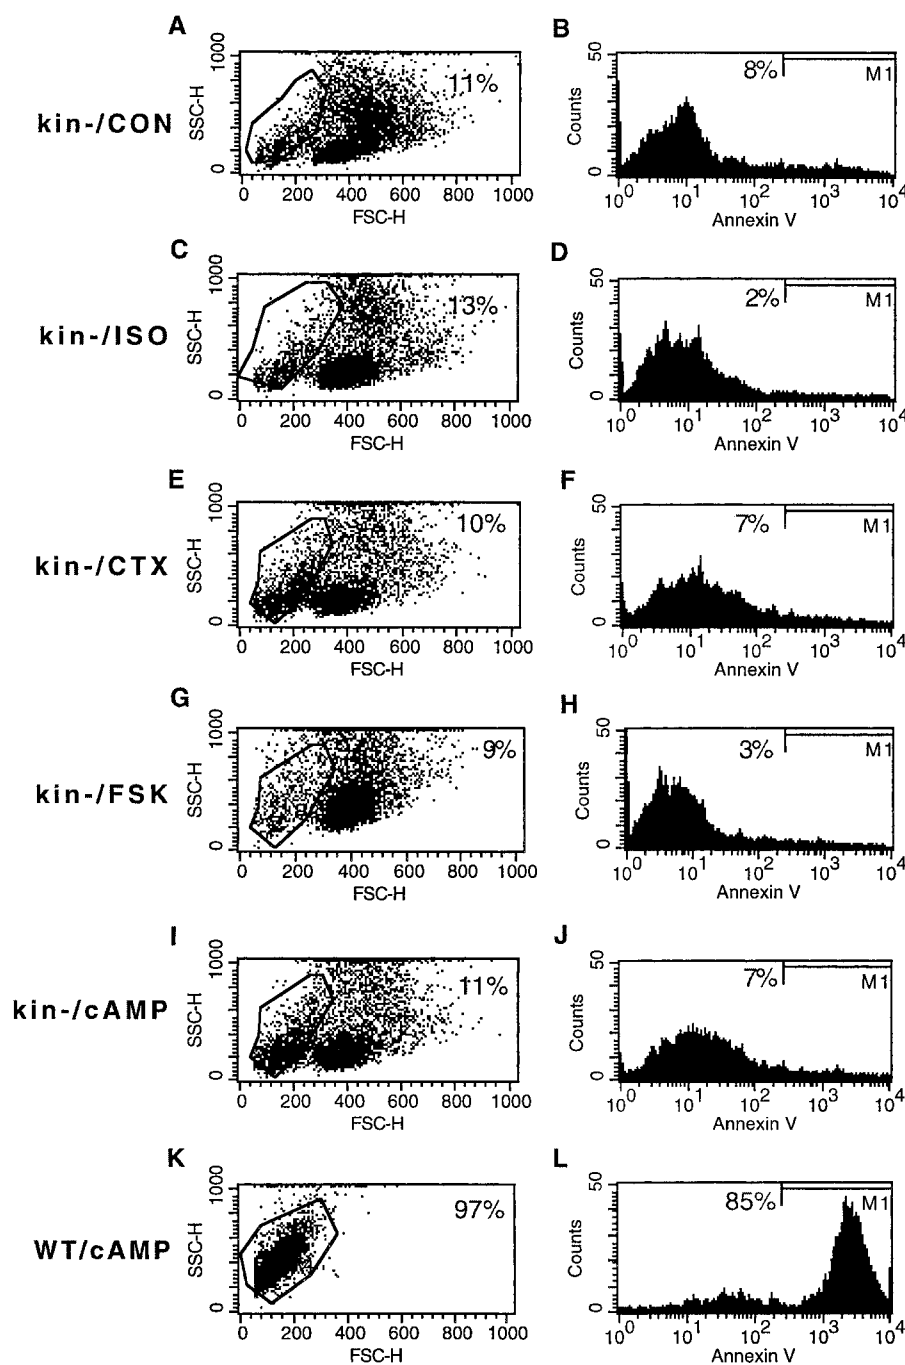 A
B
kin-/CON
SSC-H
1000
0
11%
0 200 400 600 800 1000
FSC-H
Counts
50
0
8%
M1
10^0 10^1 10^2 10^3 10^4
Annexin V
C
D
kin-/ISO
SSC-H
1000
0
13%
0 200 400 600 800 1000
FSC-H
Counts
50
0
2%
M1
10^0 10^1 10^2 10^3 10^4
Annexin V
E
F
kin-/CTX
SSC-H
1000
0
10%
0 200 400 600 800 1000
FSC-H
Counts
50
0
7%
M1
10^0 10^1 10^2 10^3 10^4
Annexin V
G
H
kin-/FSK
SSC-H
1000
0
9%
0 200 400 600 800 1000
FSC-H
Counts
50
0
3%
M1
10^0 10^1 10^2 10^3 10^4
Annexin V
I
J
kin-/cAMP
SSC-H
1000
0
11%
0 200 400 600 800 1000
FSC-H
Counts
50
0
7%
M1
10^0 10^1 10^2 10^3 10^4
Annexin V
K
L
WT/cAMP
SSC-H
1000
0
97%
0 200 400 600 800 1000
FSC-H
Counts
50
0
85%
M1
10^0 10^1 10^2 10^3 10^4
Annexin V